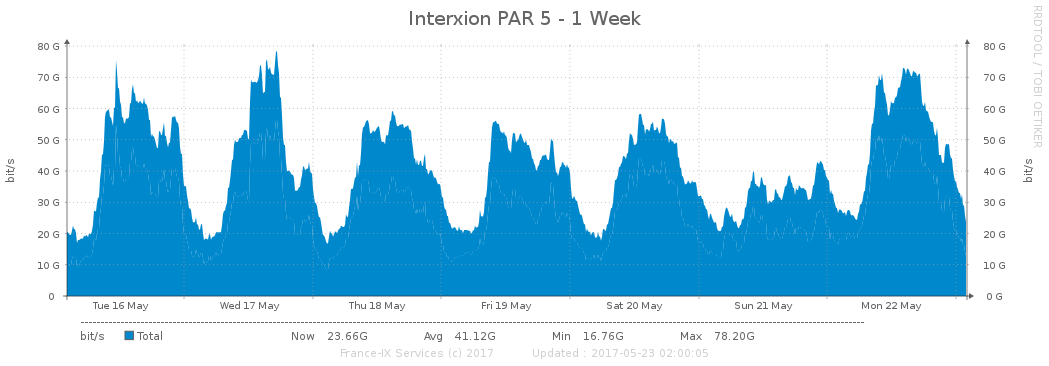 Interxion PAR 5 - 1 Week
RRDTOOL / TOBI OETIKER
bit/s
bit/s
80 G 80 G
70 G 70 G
60 G 60 G
50 G 50 G
40 G 40 G
30 G 30 G
20 G 20 G
10 G 10 G
0 0 G
Tue 16 May Wed 17 May Thu 18 May Fri 19 May Sat 20 May Sun 21 May Mon 22 May
bit/s Total Now 23.66G Avg 41.12G Min 16.76G Max 78.20G
France-IX Services (c) 2017 Updated : 2017-05-23 02:00:05